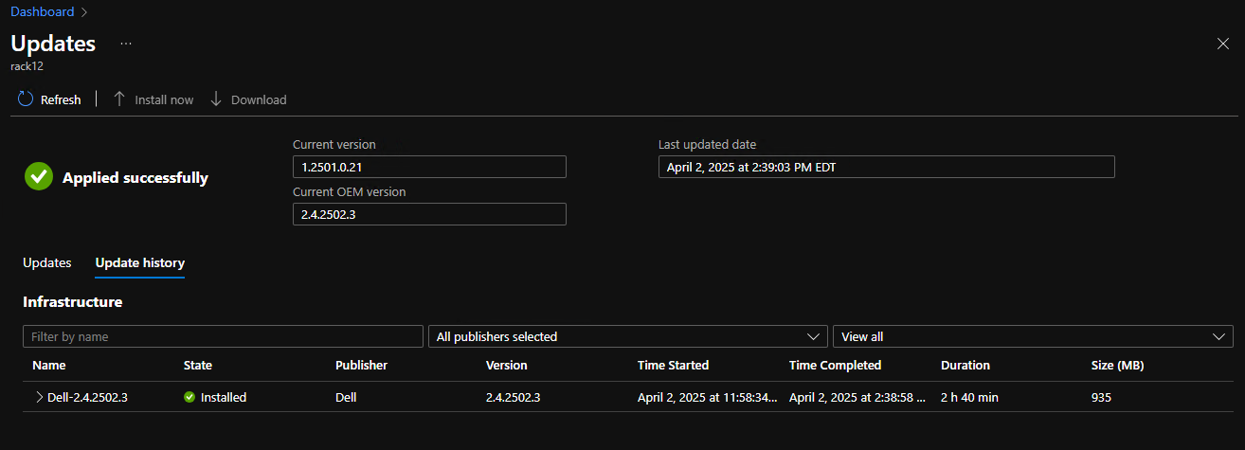 Dashboard >
Updates ...
rack12
Refresh | Install now Download
Applied successfully
Current version
1.2501.0.21
Current OEM version
2.4.2502.3
Last updated date
April 2, 2025 at 2:39:03 PM EDT
Updates Update history
Infrastructure
Filter by name All publishers selected View all
Name State Publisher Version Time Started Time Completed Duration Size (MB)
Dell-2.4.2502.3 Installed Dell 2.4.2502.3 April 2, 2025 at 11:58:34... April 2, 2025 at 2:38:58 ... 2 h 40 min 935